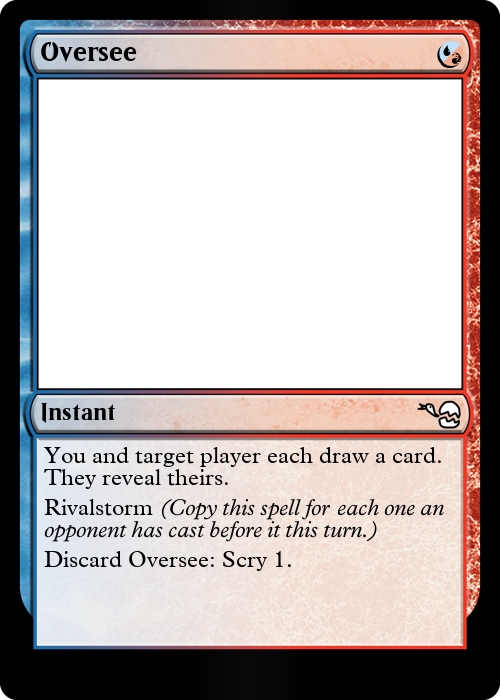 Oversee
Instant
You and target player each draw a card.
They reveal theirs.
Rivalstorm (Copy this spell for each one an
opponent has cast before it this turn.)
Discard Oversee: Scry 1.